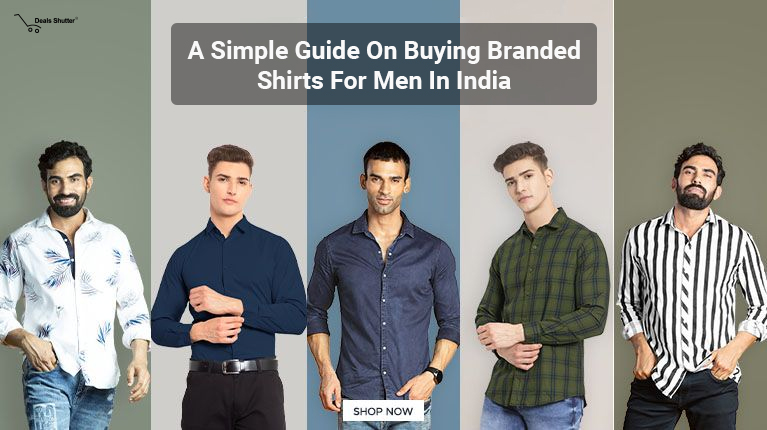 Deals Shutter
A Simple Guide On Buying Branded
Shirts For Men In India
SHOP NOW